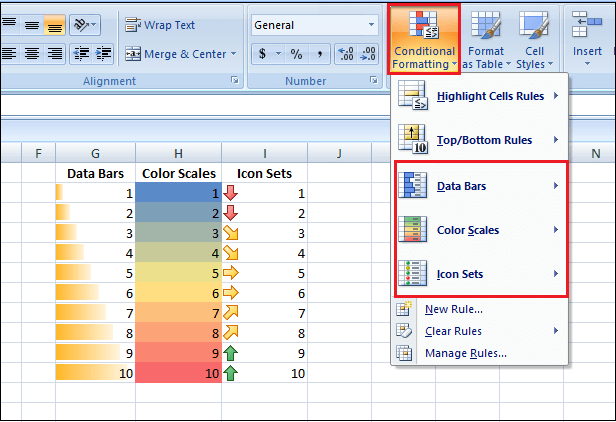 Wrap Text
Merge & Center
Alignment
General
$ % ,
.0 .00
.00 .0
Number
Conditional Formatting
Format as Table
Cell Styles
Insert
Highlight Cells Rules
10
Top/Bottom Rules
Data Bars
Color Scales
Icon Sets
New Rule...
Clear Rules
Manage Rules...
F G H I J N
Data Bars Color Scales Icon Sets
1 1 1
2 2 2
3 3 3
4 4 4
5 5 5
6 6 6
7 7 7
8 8 8
9 9 9
10 10 10